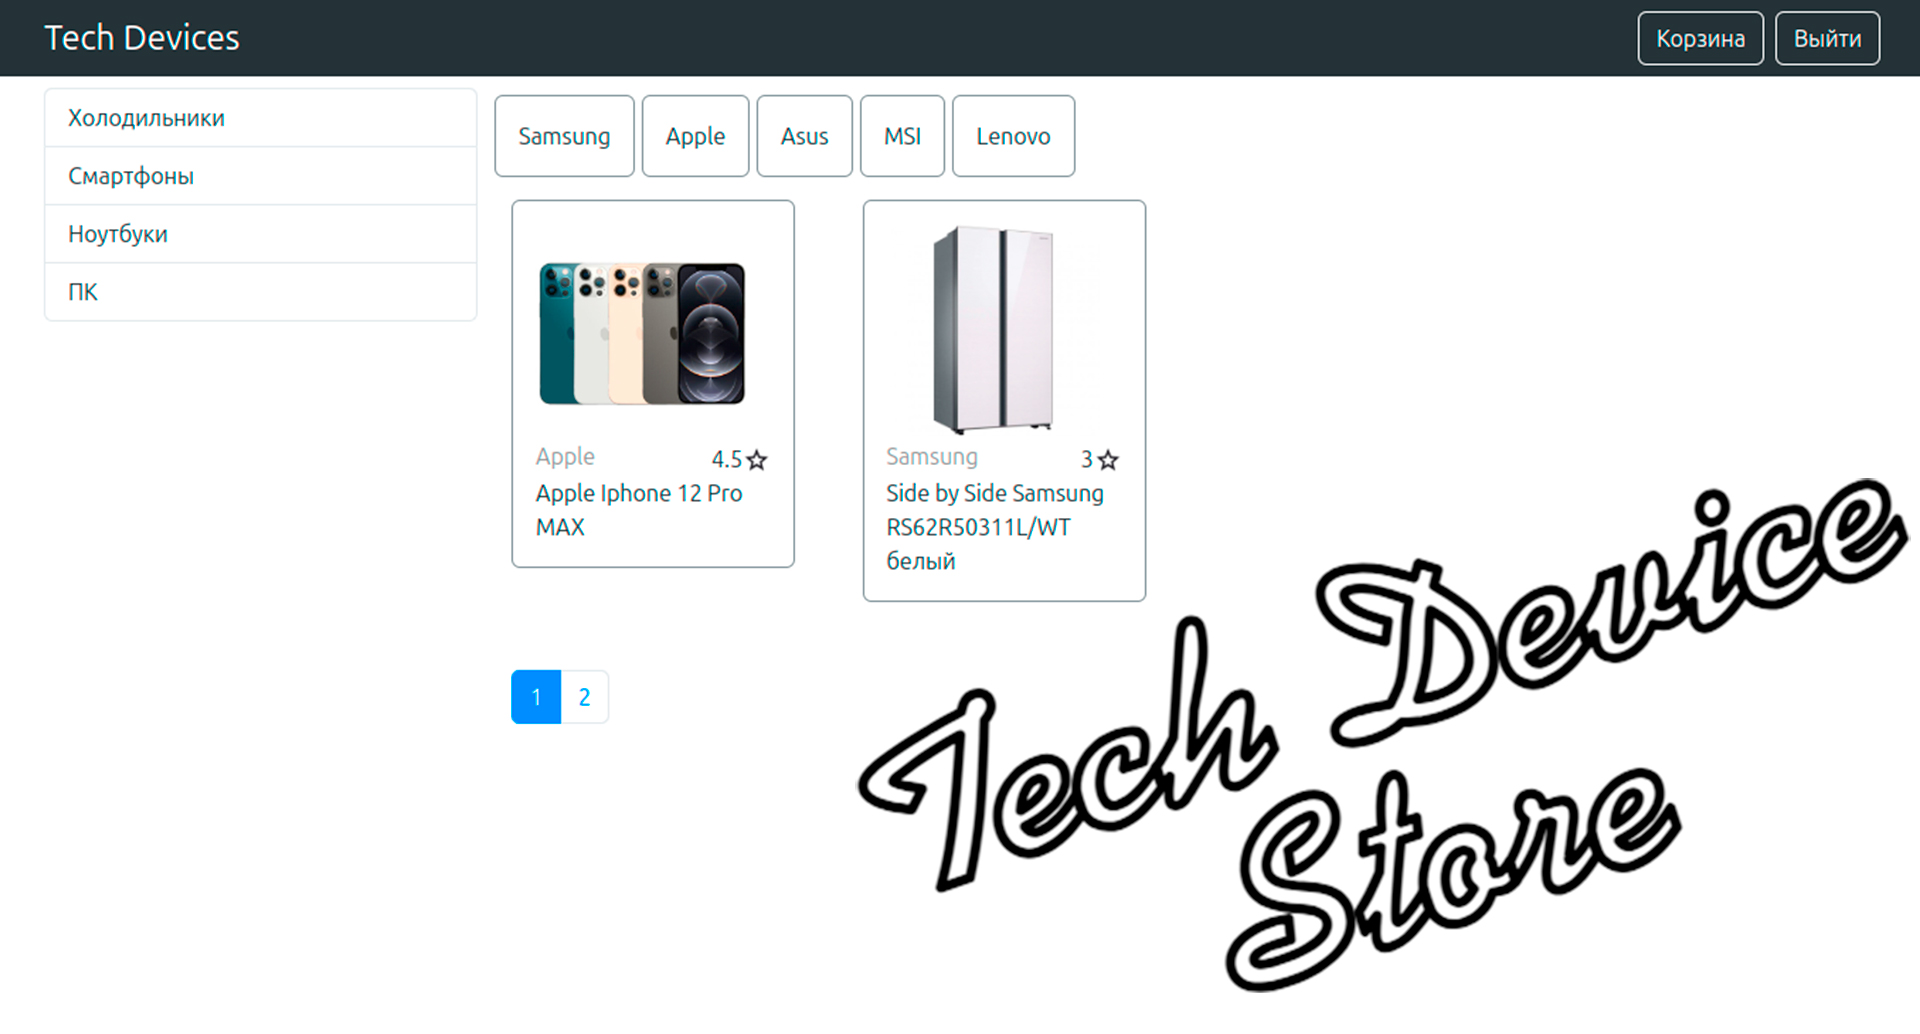 Tech Devices
Корзина
Выйти
Холодильники
Смартфоны
Ноутбуки
ПК
Samsung
Apple
Asus
MSI
Lenovo
Apple 4.5
Apple Iphone 12 Pro
MAX
Samsung 3
Side by Side Samsung
RS62R50311L/WT
белый
1 2
Tech Device
Store